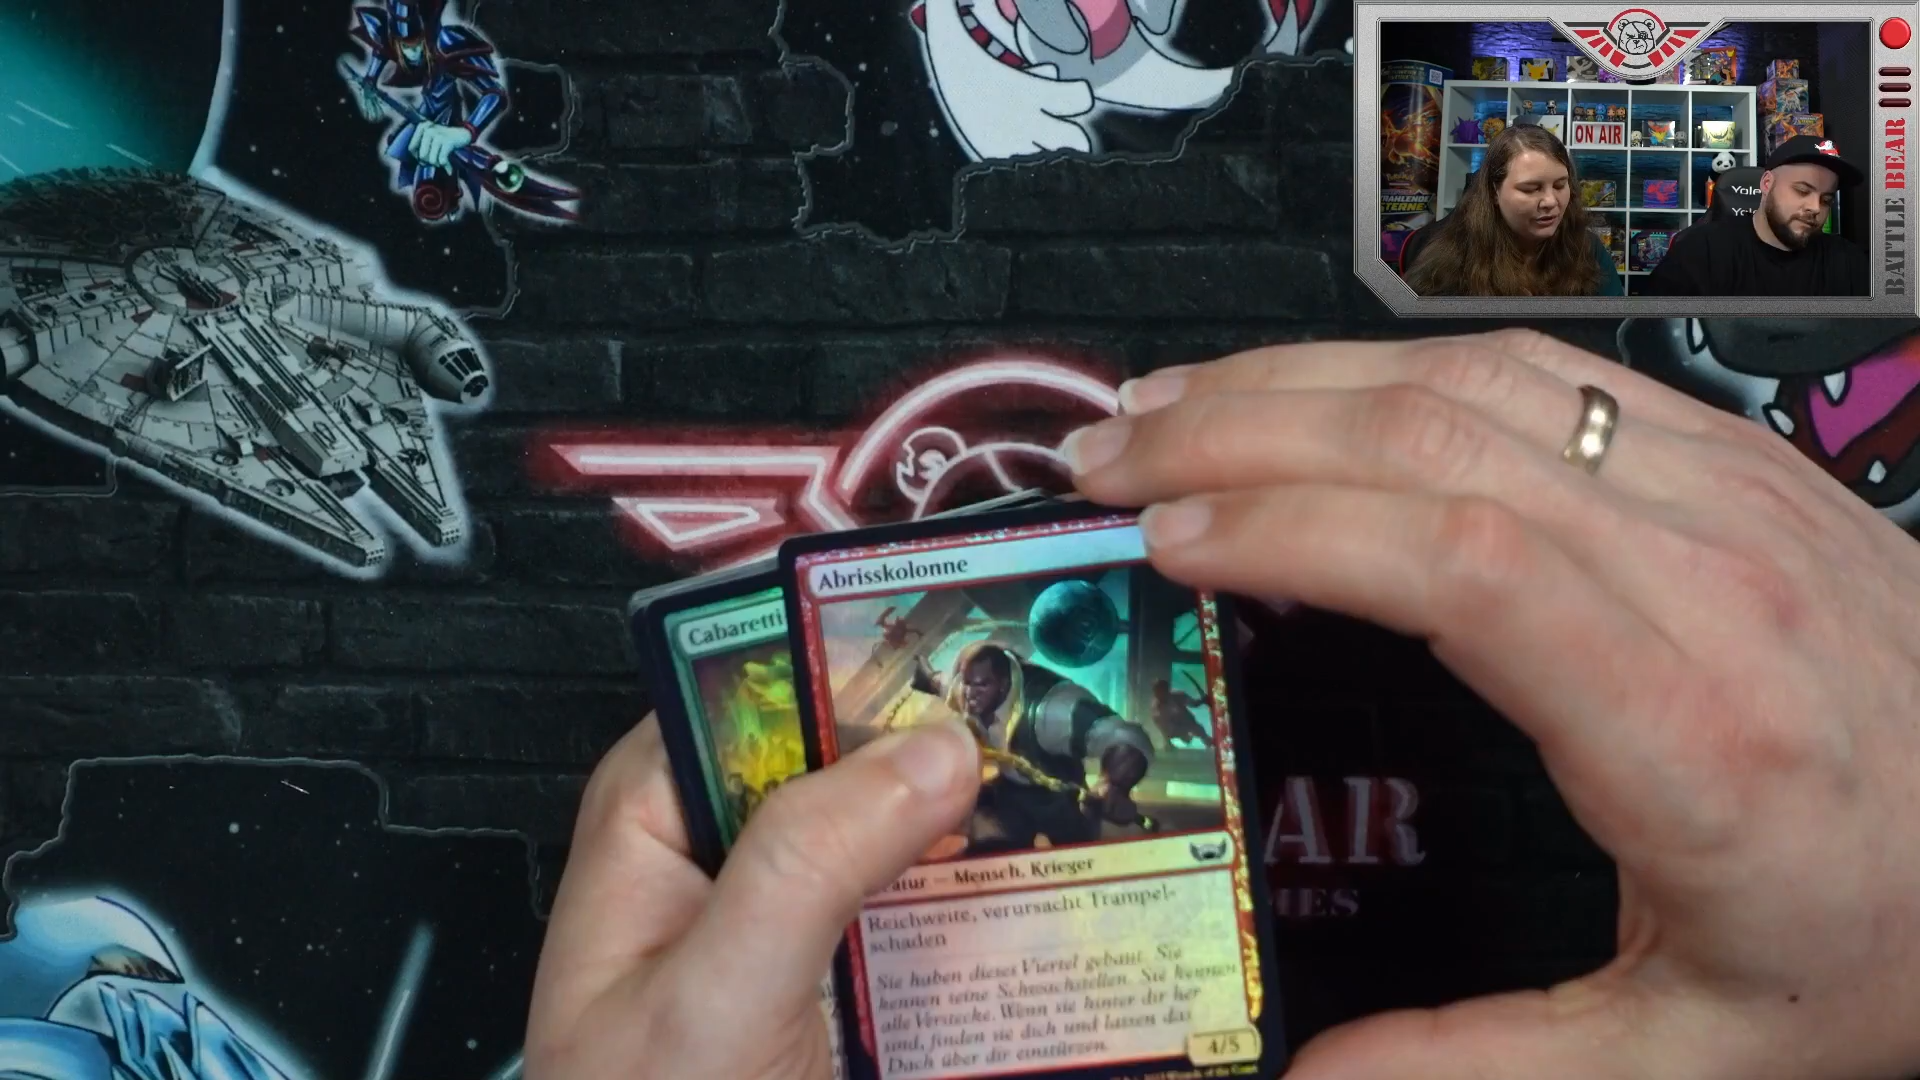 ON AIR
BATTLE BEAR
Abrisskolonne
Cabaretti
Mensch, Krieger
Reichweite, verursacht Trampel-
schaden
Sie haben dieses Viertel gebaut. Sie
kennen seine Schwachstellen. Sie kennen
alle Verstecke. Wenn sie hinter dir her
sind, finden sie dich und lassen das
Dach über dir einstürzen.
4/5